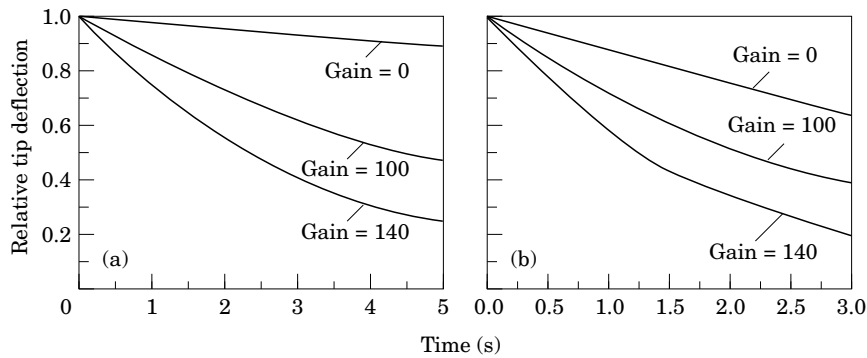 Relative tip deflection
1.0
0.8
0.6
0.4
0.2
Gain = 0
Gain = 100
Gain = 140
(a)
0 1 2 3 4 5
Gain = 0
Gain = 100
Gain = 140
(b)
0.0 0.5 1.0 1.5 2.0 2.5 3.0
Time (s)